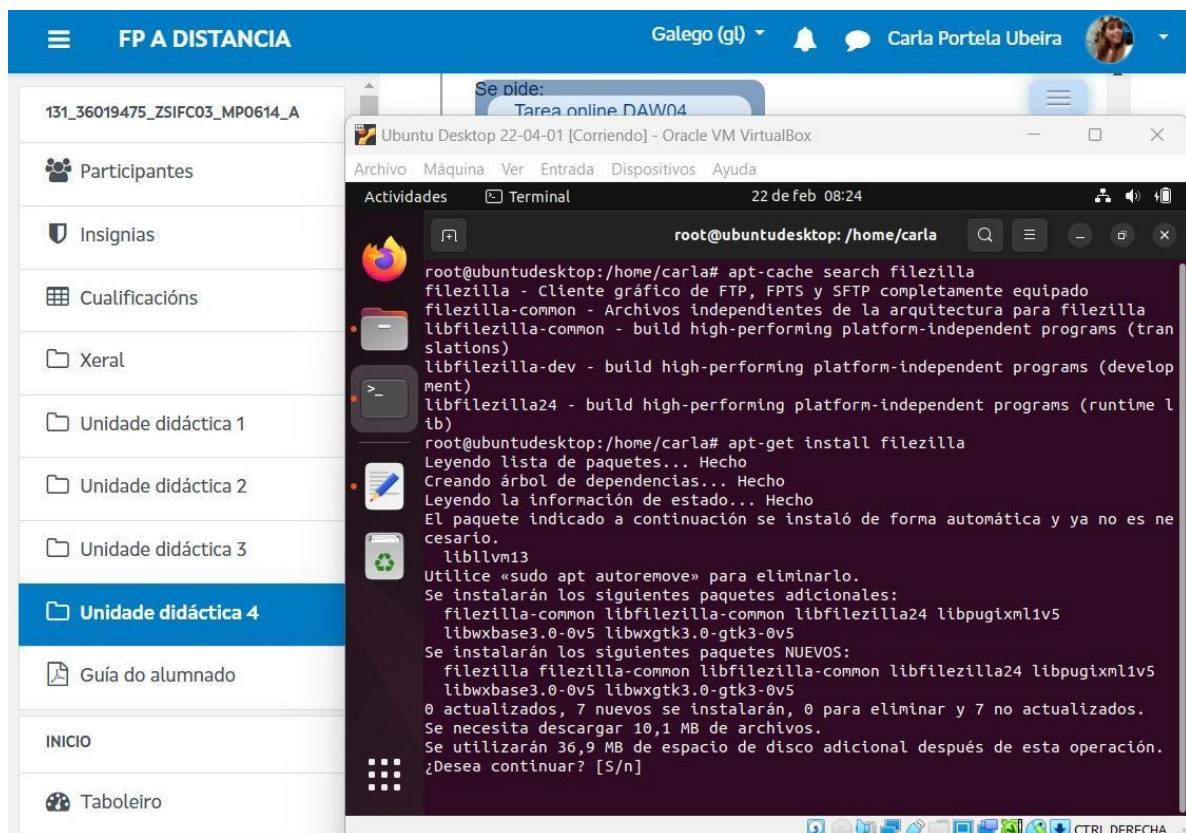 FP A DISTANCIA
Galego (gl)
Carla Portela Ubeira
131_36019475_ZSIFC03_MP0614_A
Participantes
Insignias
Cualificacións
Xeral
Unidade didáctica 1
Unidade didáctica 2
Unidade didáctica 3
Unidade didáctica 4
Guía do alumnado
INICIO
Taboleiro
Se pide:
Tarea online DAW04
Ubuntu Desktop 22-04-01 [Corriendo] - Oracle VM VirtualBox
Archivo Máquina Ver Entrada Dispositivos Ayuda
Actividades Terminal 22 de feb 08:24
root@ubuntudesktop: /home/carla
root@ubuntudesktop:/home/carla# apt-cache search filezilla
filezilla - Cliente gráfico de FTP, FPTS y SFTP completamente equipado
filezilla-common - Archivos independientes de la arquitectura para filezilla
libfilezilla-common - build high-performing platform-independent programs (tran
slations)
libfilezilla-dev - build high-performing platform-independent programs (develop
ment)
libfilezilla24 - build high-performing platform-independent programs (runtime l
ib)
root@ubuntudesktop:/home/carla# apt-get install filezilla
Leyendo lista de paquetes... Hecho
Creando árbol de dependencias... Hecho
Leyendo la información de estado... Hecho
El paquete indicado a continuación se instaló de forma automática y ya no es ne
cesario.
libllvm13
Utilice «sudo apt autoremove» para eliminarlo.
Se instalarán los siguientes paquetes adicionales:
filezilla-common libfilezilla-common libfilezilla24 libpugixml1v5
libwxbase3.0-0v5 libwxgtk3.0-gtk3-0v5
Se instalarán los siguientes paquetes NUEVOS:
filezilla filezilla-common libfilezilla-common libfilezilla24 libpugixml1v5
libwxbase3.0-0v5 libwxgtk3.0-gtk3-0v5
0 actualizados, 7 nuevos se instalarán, 0 para eliminar y 7 no actualizados.
Se necesita descargar 10,1 MB de archivos.
Se utilizarán 36,9 MB de espacio de disco adicional después de esta operación.
¿Desea continuar? [S/n]
CTRL DERECHA